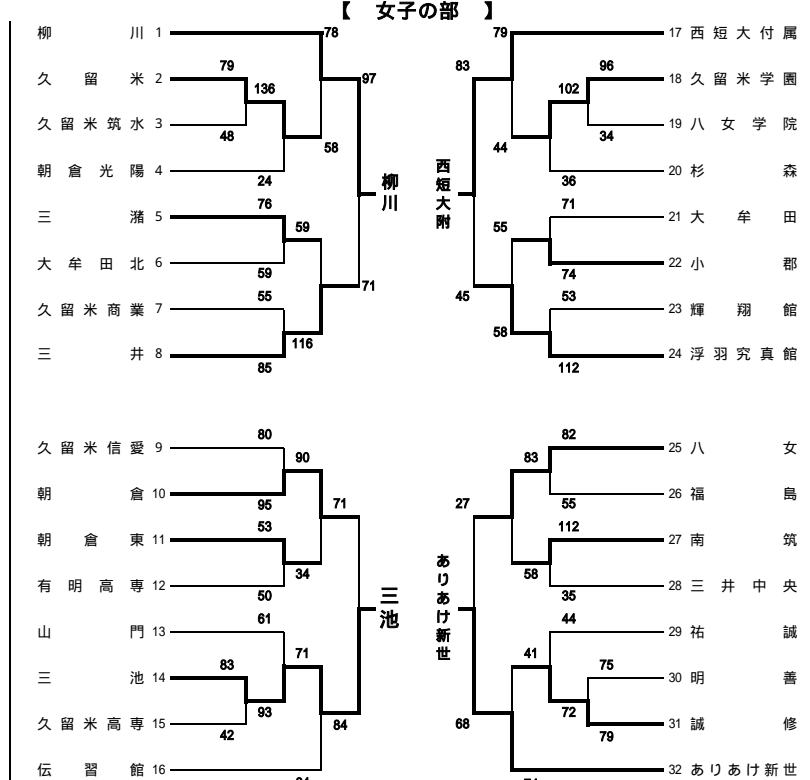 【 女子の部 】
柳川 1
久留米 2
久留米筑水 3
朝倉光陽 4
三潴 5
大牟田北 6
久留米商業 7
三井 8
久留米信愛 9
朝倉 10
朝倉東 11
有明高専 12
山門 13
三池 14
久留米高専 15
伝習館 16
78
79
136
97
48
58
24
76
59
59
71
55
116
85
80
90
95
71
53
34
50
61
71
83
93
84
42
柳川
三池
西短大附
ありあけ新世
79
83
96
102
34
44
36
71
55
74
45
53
58
112
82
83
55
27
112
58
35
44
41
75
72
68
79
17 西短大付属
18 久留米学園
19 八女学院
20 杉森
21 大牟田
22 小郡
23 輝翔館
24 浮羽究真館
25 八女
26 福島
27 南筑
28 三井中央
29 祐誠
30 明善
31 誠修
32 ありあけ新世